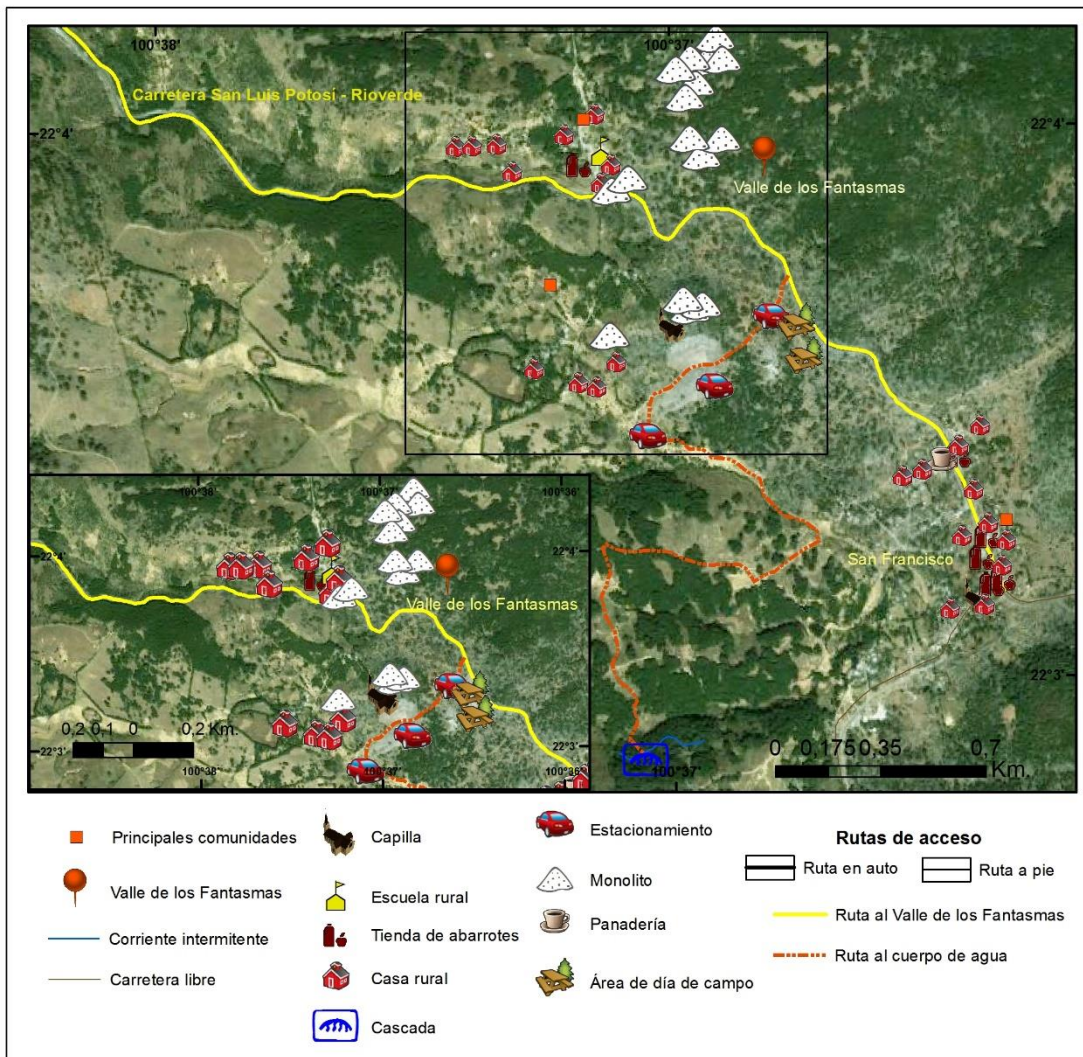 100°38'
100°37'
Carretera San Luis Potosi - Rioverde
22°4'
22°4'
Valle de los Fantasmas
100°38'
100°37'
100°36'
22°4'
Valle de los Fantasmas
22°4'
San Francisco
22°3'
0,2 0,1 0 0,2 Km.
22°3'
22°3'
100°38'
100°37'
100°36'
100°37'
0 0,175 0,35 0,7 Km.
Principales comunidades
Valle de los Fantasmas
Corriente intermitente
Carretera libre
Capilla
Escuela rural
Tienda de abarrotes
Casa rural
Cascada
Estacionamiento
Monolito
Panadería
Área de día de campo
Rutas de acceso
Ruta en auto
Ruta a pie
Ruta al Valle de los Fantasmas
Ruta al cuerpo de agua